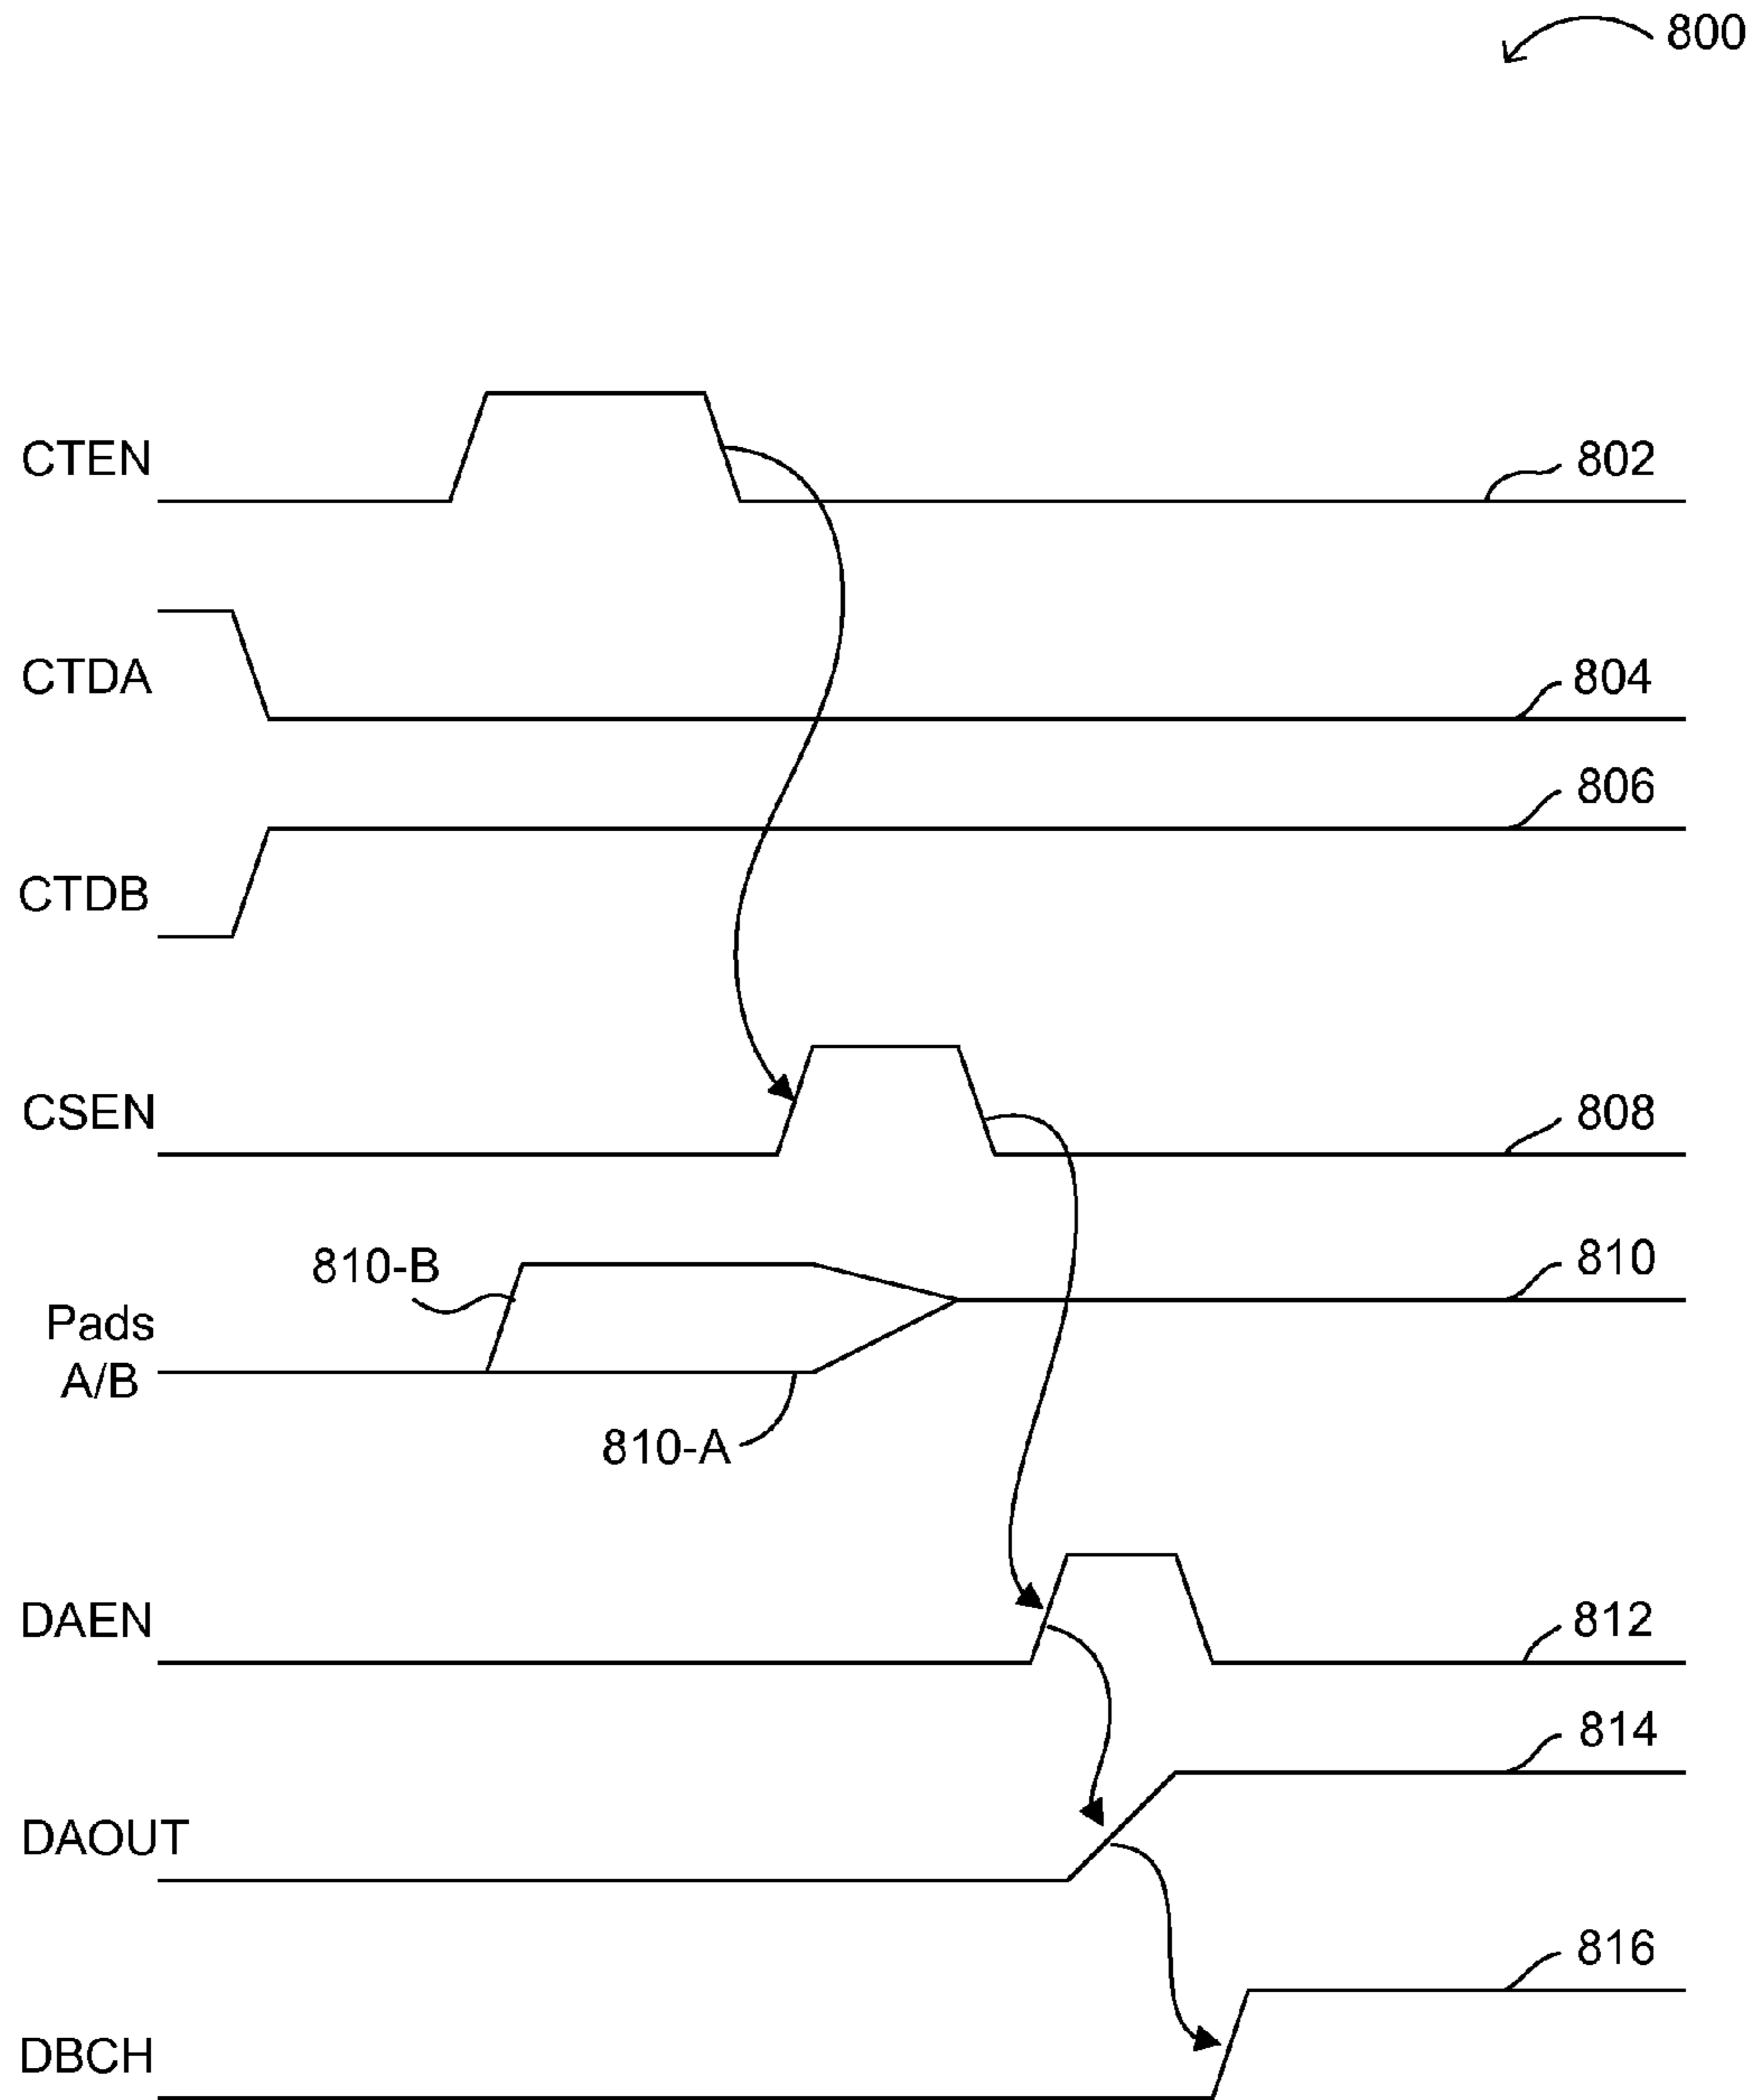 800
CTEN
802
CTDA
804
806
CTDB
CSEN
808
810-B
810
Pads
A/B
810-A
DAEN
812
814
DAOUT
816
DBCH